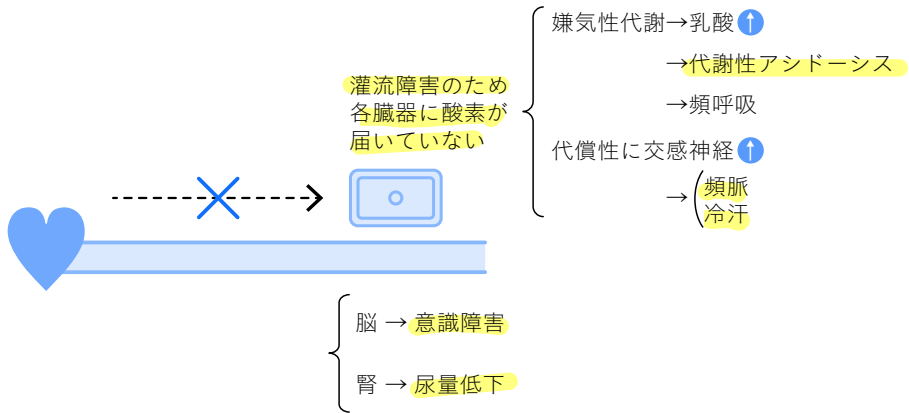 灌流障害のため
各臓器に酸素が
届いていない
嫌気性代謝→乳酸↑
→代謝性アシドーシス
→頻呼吸
代償性に交感神経↑
→(頻脈
冷汗
脳 → 意識障害
腎 → 尿量低下